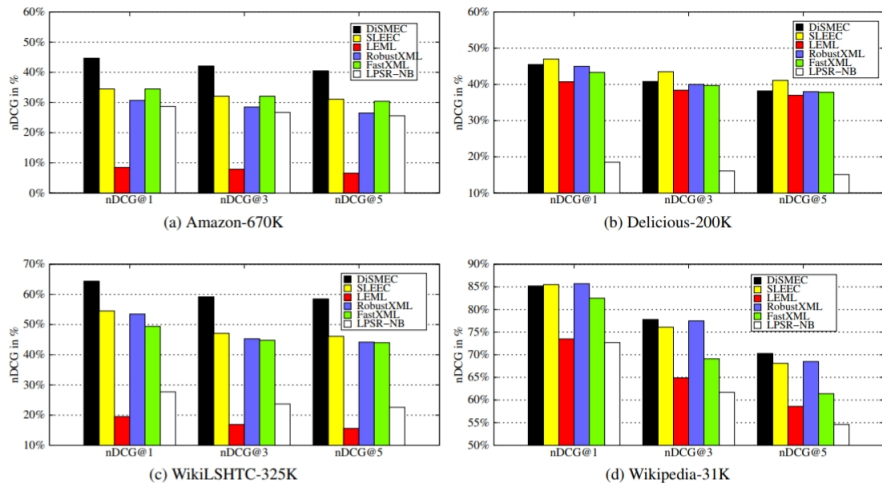 60%
50%
40%
30%
20%
10%
0%
nDCG in %
DiSMEC
SLEEC
LEML
RobustXML
FastXML
LPSR-NB
nDCG@1
nDCG@3
nDCG@5
(a) Amazon-670K
60%
50%
40%
30%
20%
10%
nDCG in %
DiSMEC
SLEEC
LEML
RobustXML
FastXML
LPSR-NB
nDCG@1
nDCG@3
nDCG@5
(b) Delicious-200K
70%
60%
50%
40%
30%
20%
10%
nDCG in %
DiSMEC
SLEEC
LEML
RobustXML
FastXML
LPSR-NB
nDCG@1
nDCG@3
nDCG@5
(c) WikiLSHTC-325K
90%
85%
80%
75%
70%
65%
60%
55%
50%
nDCG in %
DiSMEC
SLEEC
LEML
RobustXML
FastXML
LPSR-NB
nDCG@1
nDCG@3
nDCG@5
(d) Wikipedia-31K